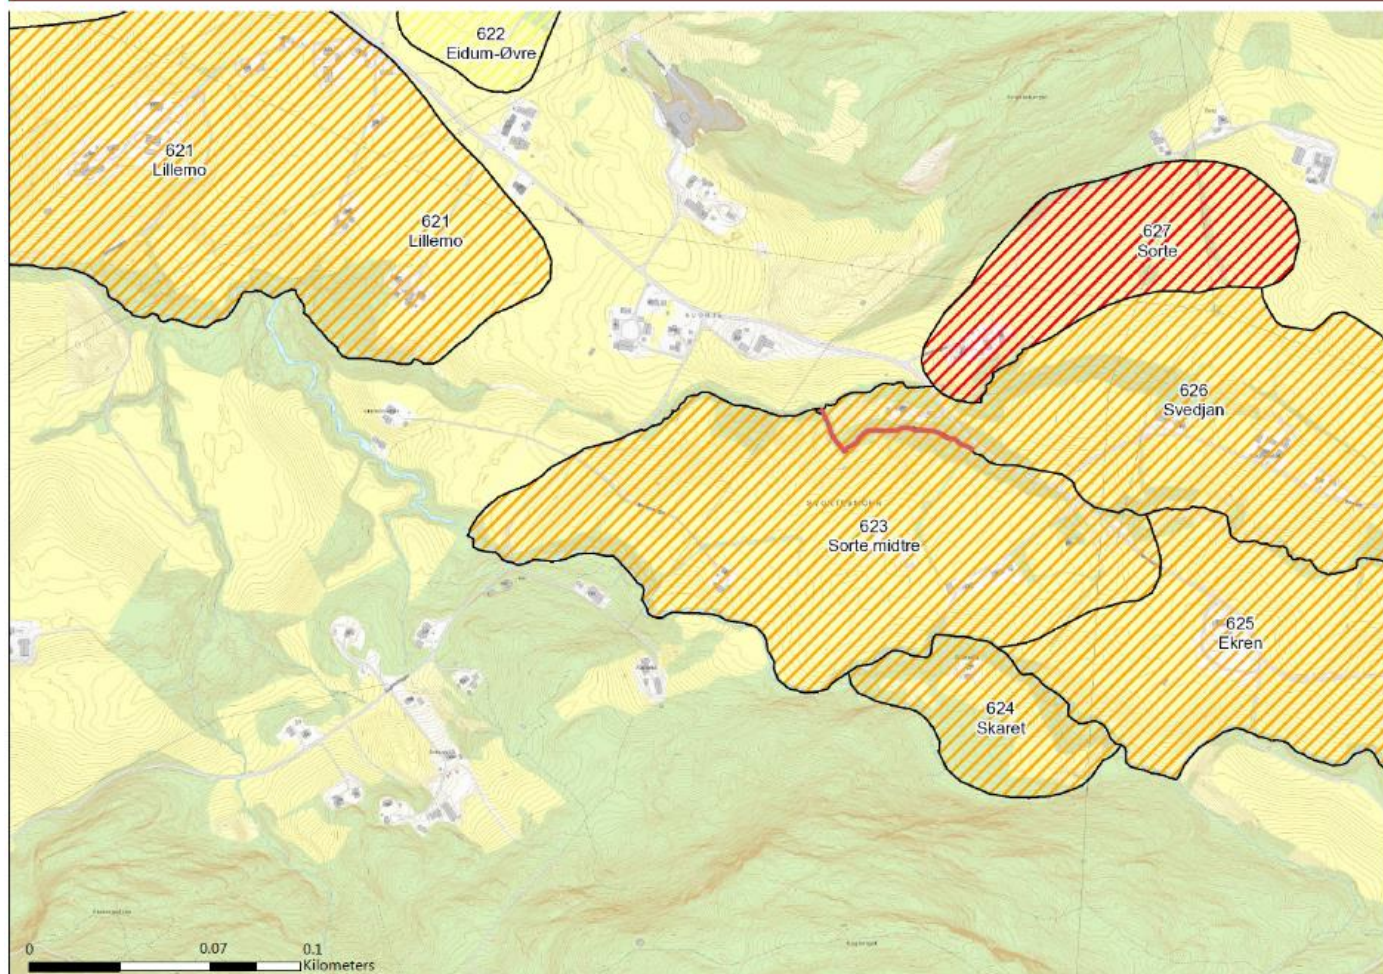 622
Eidum-Øvre
621
Lillemo
621
Lillemo
627
Sorte
626
Svedjan
623
Sorte midtre
625
Ekren
624
Skaret
0
0.07
0.1
Kilometers